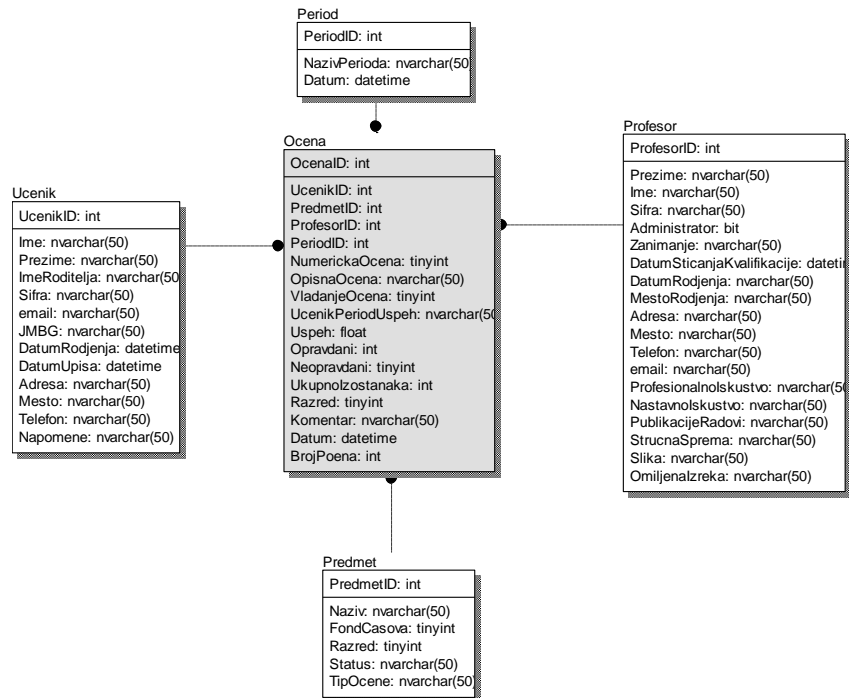 Period
PeriodID: int
NazivPerioda: nvarchar(50
Datum: datetime
Ocena
OcenaID: int
UcenikID: int
PredmetID: int
ProfesorID: int
PeriodID: int
NumerickaOcena: tinyint
OpisnaOcena: nvarchar(50)
VladanjeOcena: tinyint
UcenikPeriodUspeh: nvarchar(50
Uspeh: float
Opravdani: int
Neopravdani: tinyint
UkupnoIzostanaka: int
Razred: tinyint
Komentar: nvarchar(50)
Datum: datetime
BrojPoena: int
Ucenik
UcenikID: int
Ime: nvarchar(50)
Prezime: nvarchar(50)
ImeRoditelja: nvarchar(50
Sifra: nvarchar(50)
email: nvarchar(50)
JMBG: nvarchar(50)
DatumRodjenja: datetime
DatumUpisa: datetime
Adresa: nvarchar(50)
Mesto: nvarchar(50)
Telefon: nvarchar(50)
Napomene: nvarchar(50)
Profesor
ProfesorID: int
Prezime: nvarchar(50)
Ime: nvarchar(50)
Sifra: nvarchar(50)
Administrator: bit
Zanimanje: nvarchar(50)
DatumSticanjaKvalifikacije: datetin
DatumRodjenja: nvarchar(50)
MestoRodjenja: nvarchar(50)
Adresa: nvarchar(50)
Mesto: nvarchar(50)
Telefon: nvarchar(50)
email: nvarchar(50)
ProfesionalnoIskustvo: nvarchar(50
NastavnoIskustvo: nvarchar(50)
PublikacijeRadovi: nvarchar(50)
StrucnaSprema: nvarchar(50)
Slika: nvarchar(50)
OmiljenaIzreka: nvarchar(50)
Predmet
PredmetID: int
Naziv: nvarchar(50)
FondCasova: tinyint
Razred: tinyint
Status: nvarchar(50)
TipOcene: nvarchar(50)